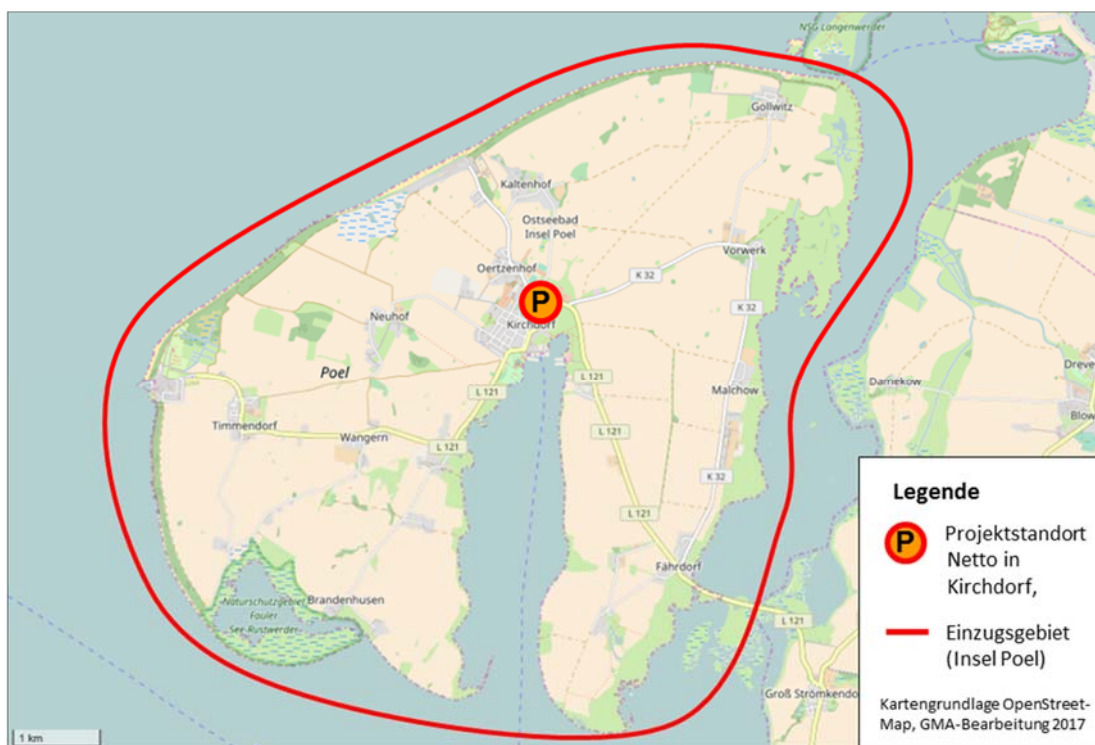 NSG Langenwerder
Gollwitz
Kaltenhof
Ostseebad
Insel Poel
Vorwerk
Oertzenhof
K 32
P
K 32
Neuhof
Kirchdorf
Poel
L 121
L 121
Malchow
Damekow
Dreve
Blow
Timmendorf
Wangern
L 121
L 121
K 32
Fährdorf
Brandenhusen
Naturschutzgebiet
Fauler
See-Rustwerder
L 121
Groß Strömkendo
1 km
Legende
P
Projektstandort
Netto in
Kirchdorf,
Einzugsgebiet
(Insel Poel)
Kartengrundlage OpenStreet-
Map, GMA-Bearbeitung 2017